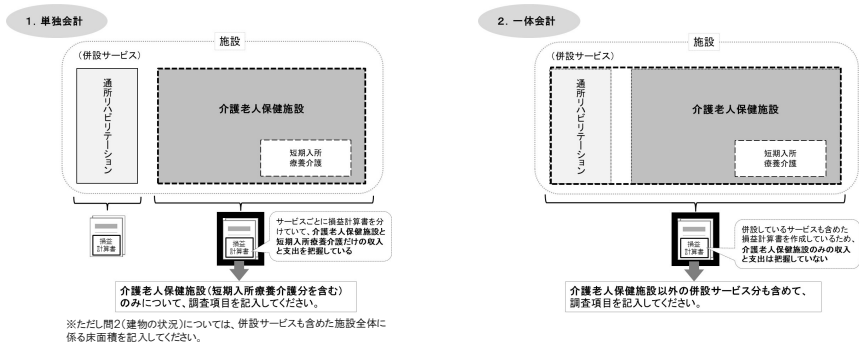 1. 単独会計
施設
(併設サービス)
通所リハビリテーション
介護老人保健施設
短期入所
療養介護
損益
計算書
損益
計算書
サービスごとに損益計算書を分
けていて、介護老人保健施設と
短期入所療養介護だけの収入
と支出を把握している
介護老人保健施設(短期入所療養介護分を含む)
のみについて、調査項目を記入してください。
※ただし問2(建物の状況)については、併設サービスも含めた施設全体に
係る床面積を記入してください。
2. 一体会計
施設
(併設サービス)
通所リハビリテーション
介護老人保健施設
短期入所
療養介護
損益
計算書
併設しているサービスも含めた
損益計算書を作成しているため、
介護老人保健施設のみの収入
と支出は把握していない
介護老人保健施設以外の併設サービス分も含めて、
調査項目を記入してください。